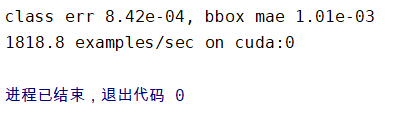 class err 8.42e-04, bbox mae 1.01e-03
1818.8 examples/sec on cuda:0
进程已结束，退出代码 0